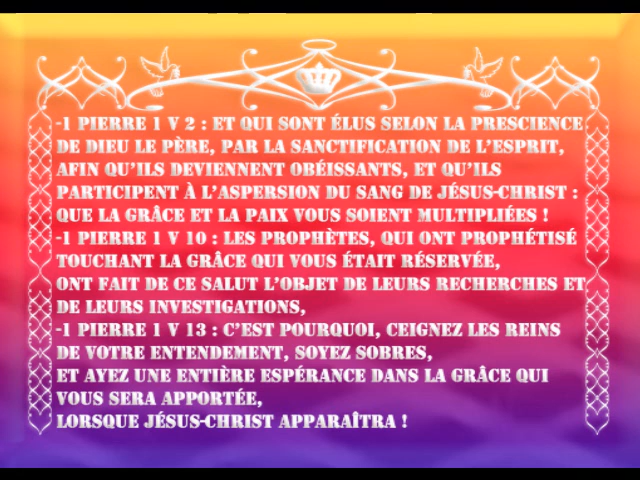 -1 PIERRE 1 V 2 : ET QUI SONT ÉLUS SELON LA PRESCIENCE
DE DIEU LE PÈRE, PAR LA SANCTIFICATION DE L'ESPRIT,
AFIN QU'ILS DEVIENNENT OBÉISSANTS, ET QU'ILS
PARTICIPENT À L'ASPERSION DU SANG DE JÉSUS-CHRIST :
QUE LA GRÂCE ET LA PAIX VOUS SOIENT MULTIPLIÉES !
-1 PIERRE 1 V 10 : LES PROPHÈTES, QUI ONT PROPHÉTISÉ
TOUCHANT LA GRÂCE QUI VOUS ÉTAIT RÉSERVÉE,
ONT FAIT DE CE SALUT L'OBJET DE LEURS RECHERCHES ET
DE LEURS INVESTIGATIONS,
-1 PIERRE 1 V 13 : C'EST POURQUOI, CEIGNEZ LES REINS
DE VOTRE ENTENDEMENT, SOYEZ SOBRES,
ET AYEZ UNE ENTIÈRE ESPÉRANCE DANS LA GRÂCE QUI
VOUS SERA APPORTÉE,
LORSQUE JÉSUS-CHRIST APPARAÎTRA !